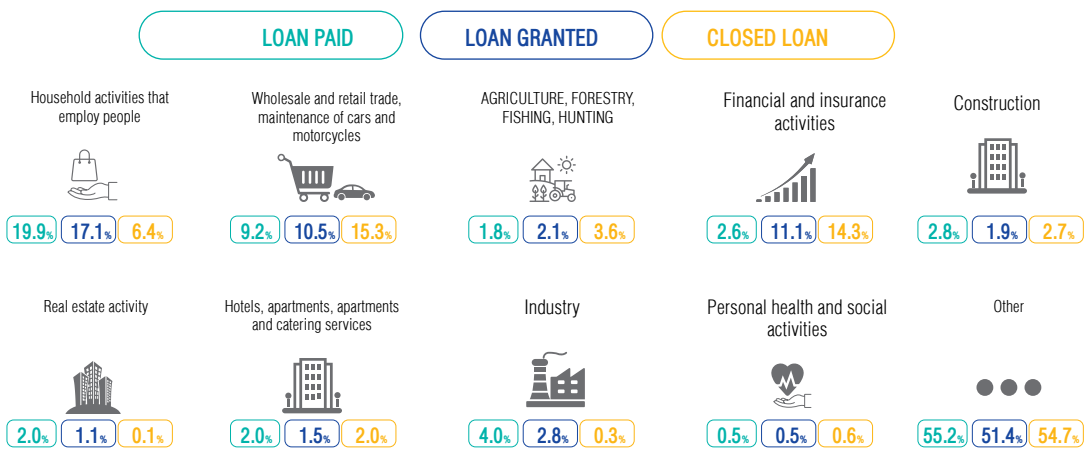 LOAN PAID
LOAN GRANTED
CLOSED LOAN
Household activities that
employ people
19.9% 17.1% 6.4%
Wholesale and retail trade,
maintenance of cars and
motorcycles
9.2% 10.5% 15.3%
AGRICULTURE, FORESTRY,
FISHING, HUNTING
1.8% 2.1% 3.6%
Financial and insurance
activities
2.6% 11.1% 14.3%
Construction
2.8% 1.9% 2.7%
Real estate activity
2.0% 1.1% 0.1%
Hotels, apartments, apartments
and catering services
2.0% 1.5% 2.0%
Industry
4.0% 2.8% 0.3%
Personal health and social
activities
0.5% 0.5% 0.6%
Other
55.2% 51.4% 54.7%